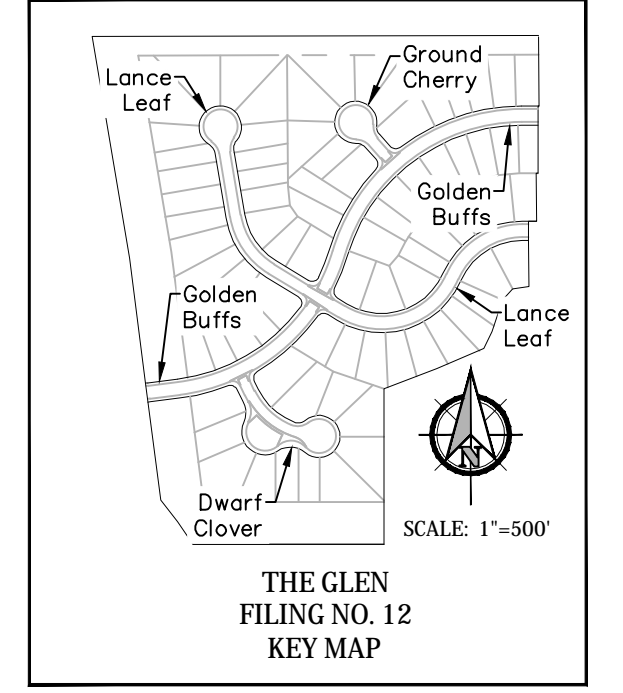 Ground
Cherry
Lance
Leaf
Golden
Buffs
Golden
Buffs
Lance
Leaf
Dwarf
Clover
N
SCALE: 1"=500'
THE GLEN
FILING NO. 12
KEY MAP